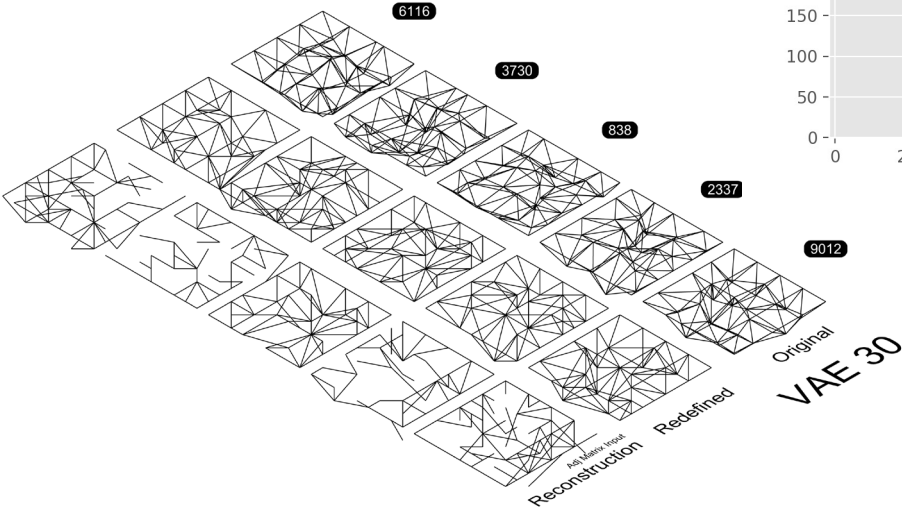 6116
3730
838
2337
9012
150
100
50
0
0
Original
VAE 30
Redefined
Adj Matrix Input
Reconstruction